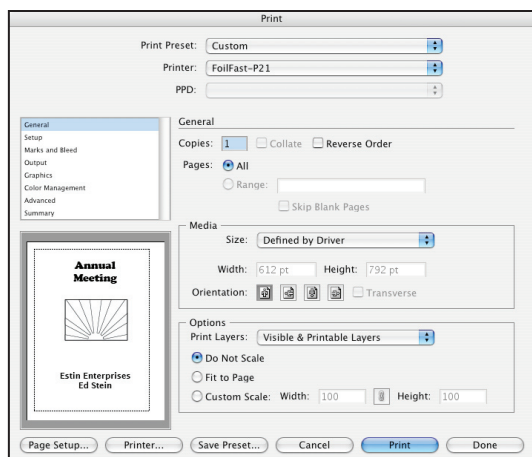 Print
Print Preset: Custom
Printer: FoilFast-P21
PPD:
General
Setup
Marks and Bleed
Output
Graphics
Color Management
Advanced
Summary
General
Copies: 1 Collate Reverse Order
Pages: All
Range:
Skip Blank Pages
Media
Size: Defined by Driver
Width: 612 pt Height: 792 pt
Orientation: Transverse
Options
Print Layers: Visible & Printable Layers
Do Not Scale
Fit to Page
Custom Scale: Width: 100 Height: 100
Annual
Meeting
Estin Enterprises
Ed Stein
Page Setup... Printer... Save Preset... Cancel Print Done